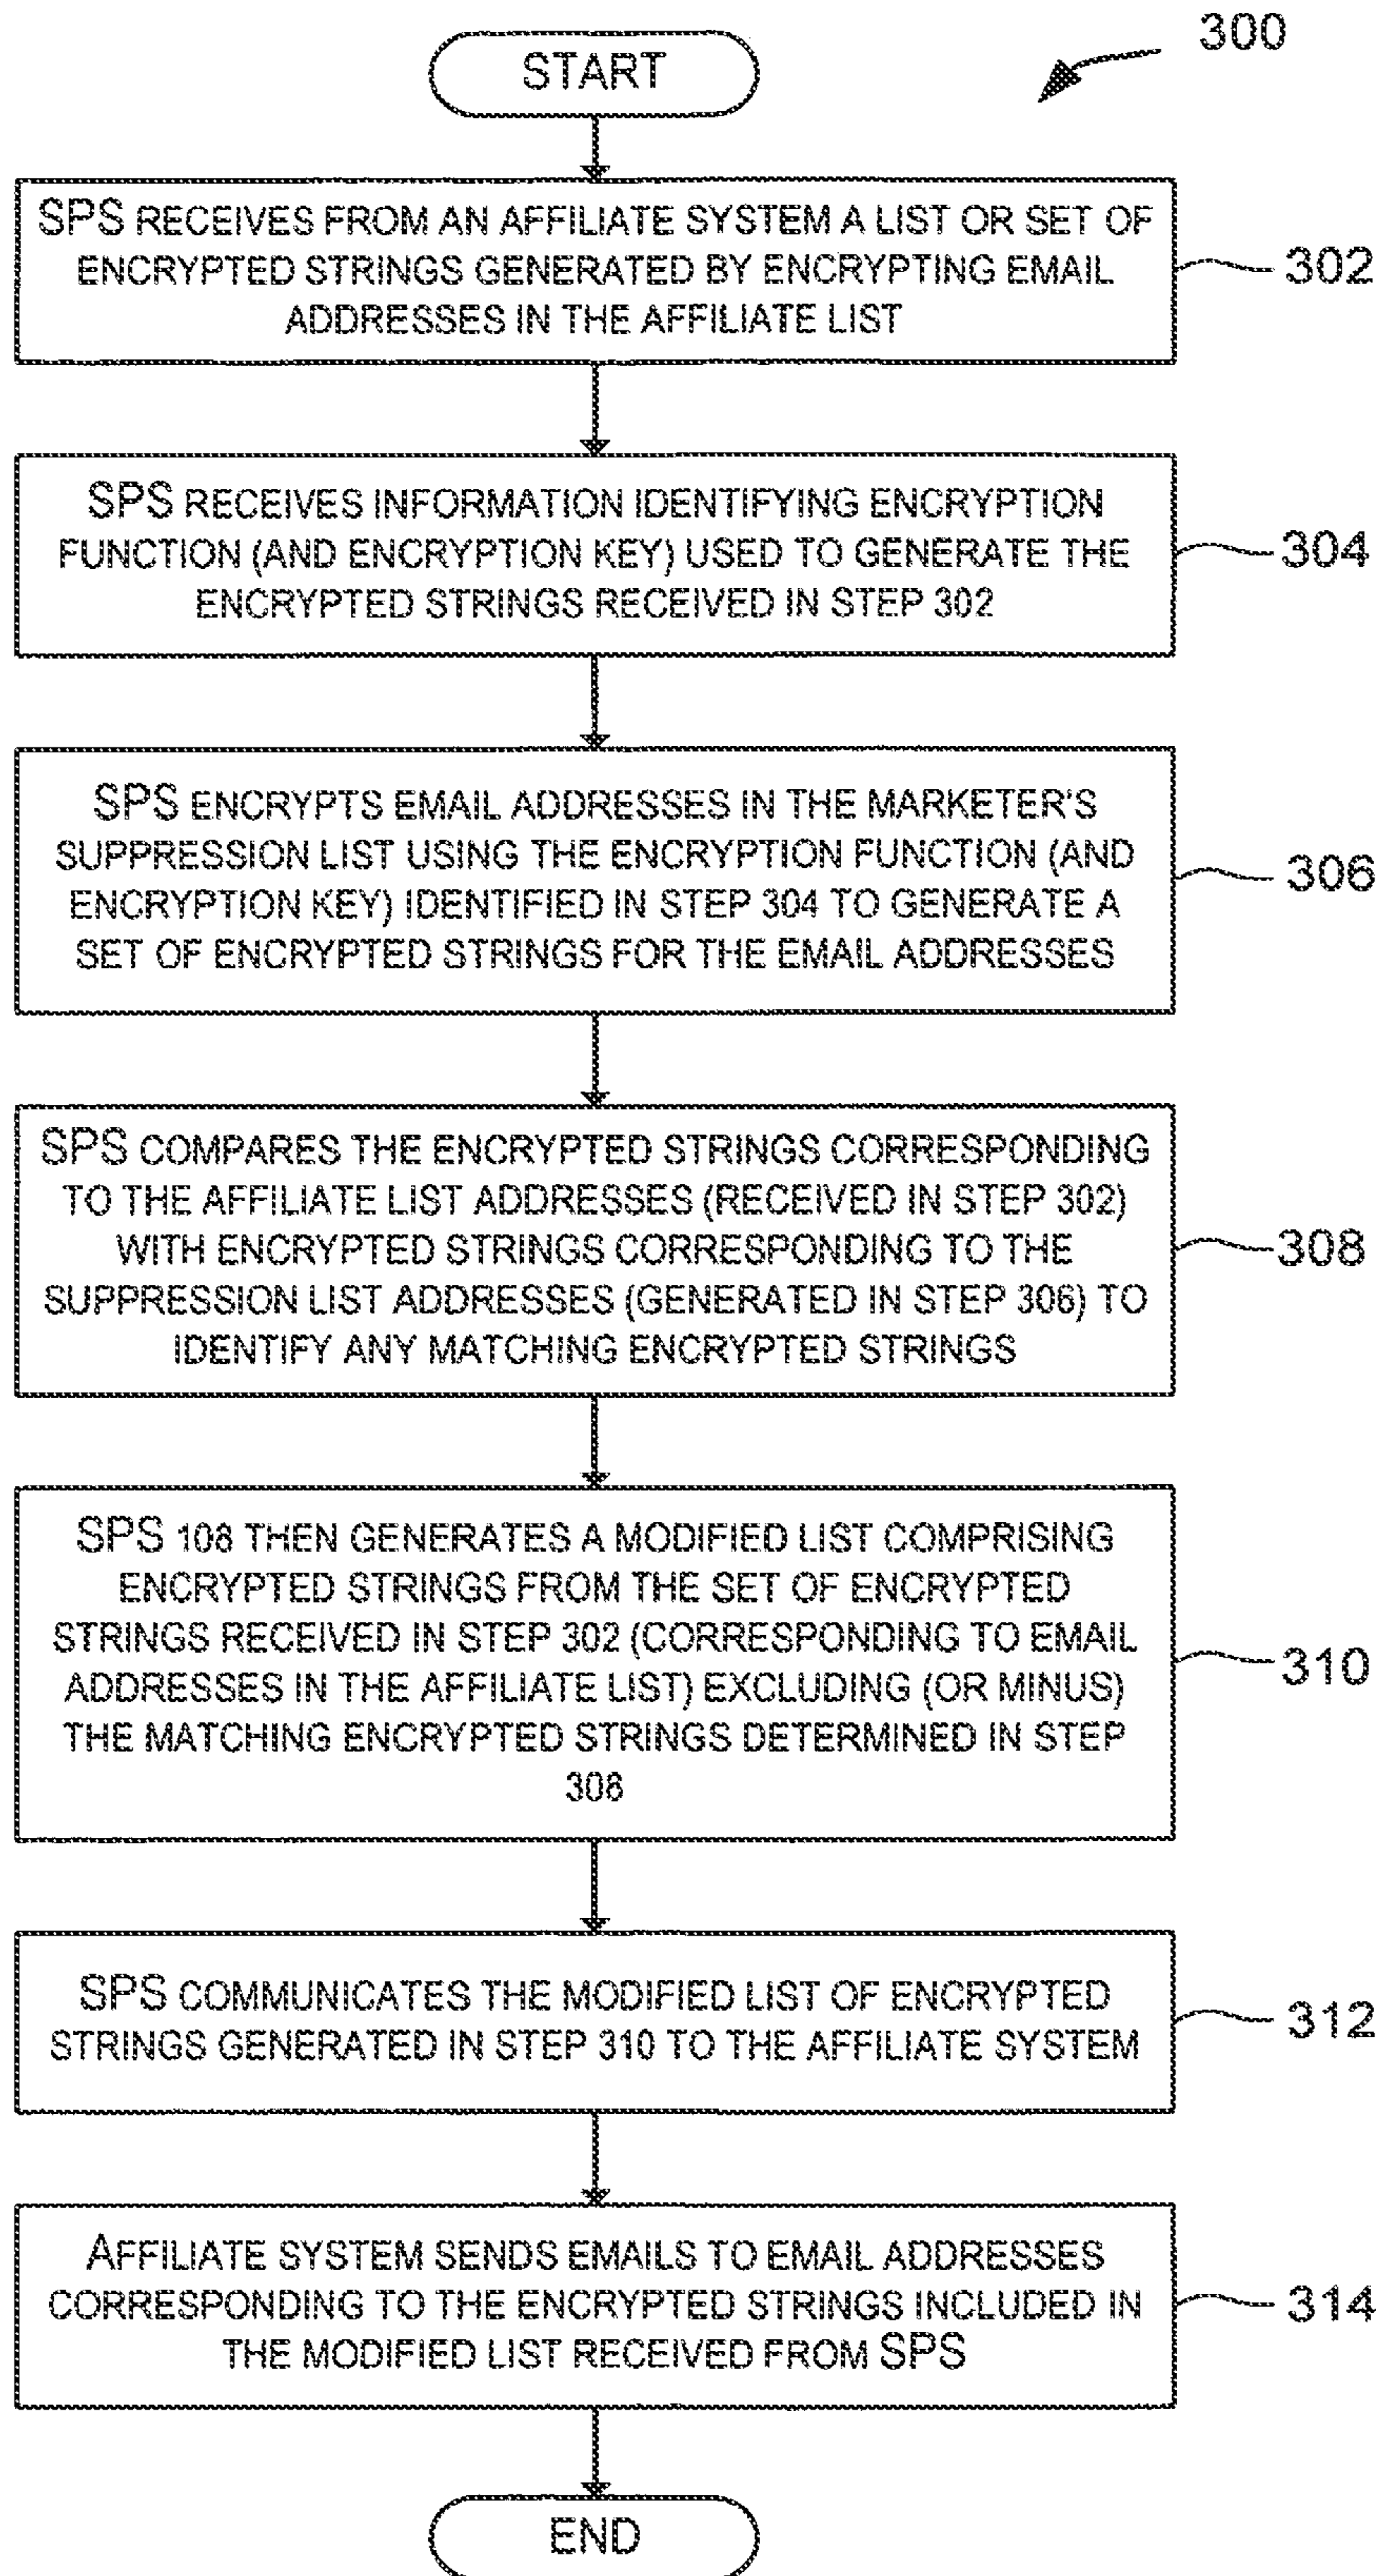 300
START
SPS RECEIVES FROM AN AFFILIATE SYSTEM A LIST OR SET OF
ENCRYPTED STRINGS GENERATED BY ENCRYPTING EMAIL
ADDRESSES IN THE AFFILIATE LIST
302
SPS RECEIVES INFORMATION IDENTIFYING ENCRYPTION
FUNCTION (AND ENCRYPTION KEY) USED TO GENERATE THE
ENCRYPTED STRINGS RECEIVED IN STEP 302
304
SPS ENCRYPTS EMAIL ADDRESSES IN THE MARKETER'S
SUPPRESSION LIST USING THE ENCRYPTION FUNCTION (AND
ENCRYPTION KEY) IDENTIFIED IN STEP 304 TO GENERATE A
SET OF ENCRYPTED STRINGS FOR THE EMAIL ADDRESSES
306
SPS COMPARES THE ENCRYPTED STRINGS CORRESPONDING
TO THE AFFILIATE LIST ADDRESSES (RECEIVED IN STEP 302)
WITH ENCRYPTED STRINGS CORRESPONDING TO THE
SUPPRESSION LIST ADDRESSES (GENERATED IN STEP 306) TO
IDENTIFY ANY MATCHING ENCRYPTED STRINGS
308
SPS 108 THEN GENERATES A MODIFIED LIST COMPRISING
ENCRYPTED STRINGS FROM THE SET OF ENCRYPTED
STRINGS RECEIVED IN STEP 302 (CORRESPONDING TO EMAIL
ADDRESSES IN THE AFFILIATE LIST) EXCLUDING (OR MINUS)
THE MATCHING ENCRYPTED STRINGS DETERMINED IN STEP
308
310
SPS COMMUNICATES THE MODIFIED LIST OF ENCRYPTED
STRINGS GENERATED IN STEP 310 TO THE AFFILIATE SYSTEM
312
AFFILIATE SYSTEM SENDS EMAILS TO EMAIL ADDRESSES
CORRESPONDING TO THE ENCRYPTED STRINGS INCLUDED IN
THE MODIFIED LIST RECEIVED FROM SPS
314
END